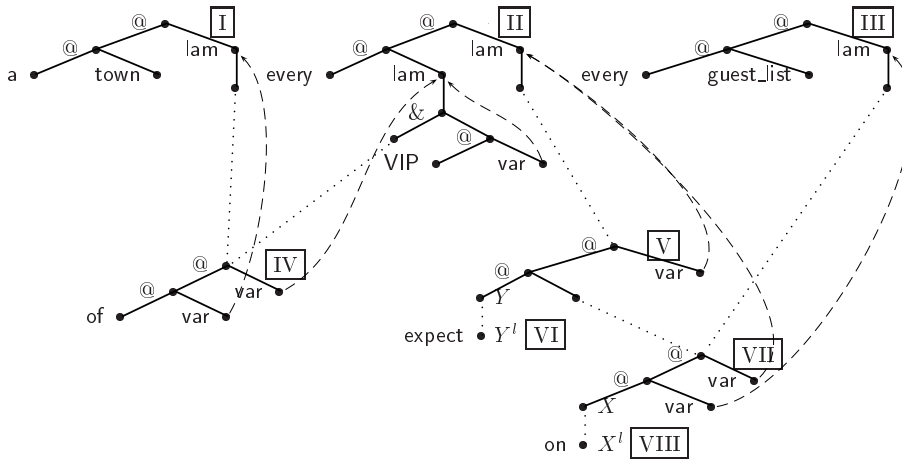 @ I @ II @ III
@ lam @ lam @ lam
a town every lam every guest_list
&
@
VIP var
@ IV @ V
@ var @ var
of var Y
expect Y^l VI
@ VII
@ var
X var
on X^l VIII